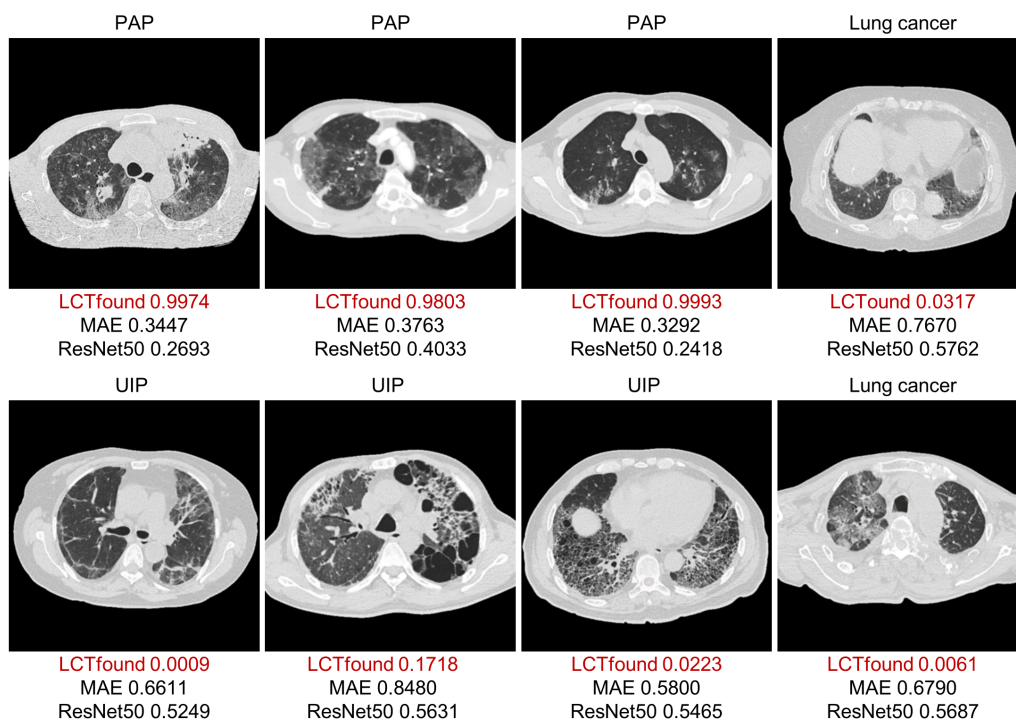 PAP
PAP
PAP
Lung cancer
LCTfound 0.9974
MAE 0.3447
ResNet50 0.2693
LCTfound 0.9803
MAE 0.3763
ResNet50 0.4033
LCTfound 0.9993
MAE 0.3292
ResNet50 0.2418
LCTound 0.0317
MAE 0.7670
ResNet50 0.5762
UIP
UIP
UIP
Lung cancer
LCTfound 0.0009
MAE 0.6611
ResNet50 0.5249
LCTfound 0.1718
MAE 0.8480
ResNet50 0.5631
LCTfound 0.0223
MAE 0.5800
ResNet50 0.5465
LCTfound 0.0061
MAE 0.6790
ResNet50 0.5687